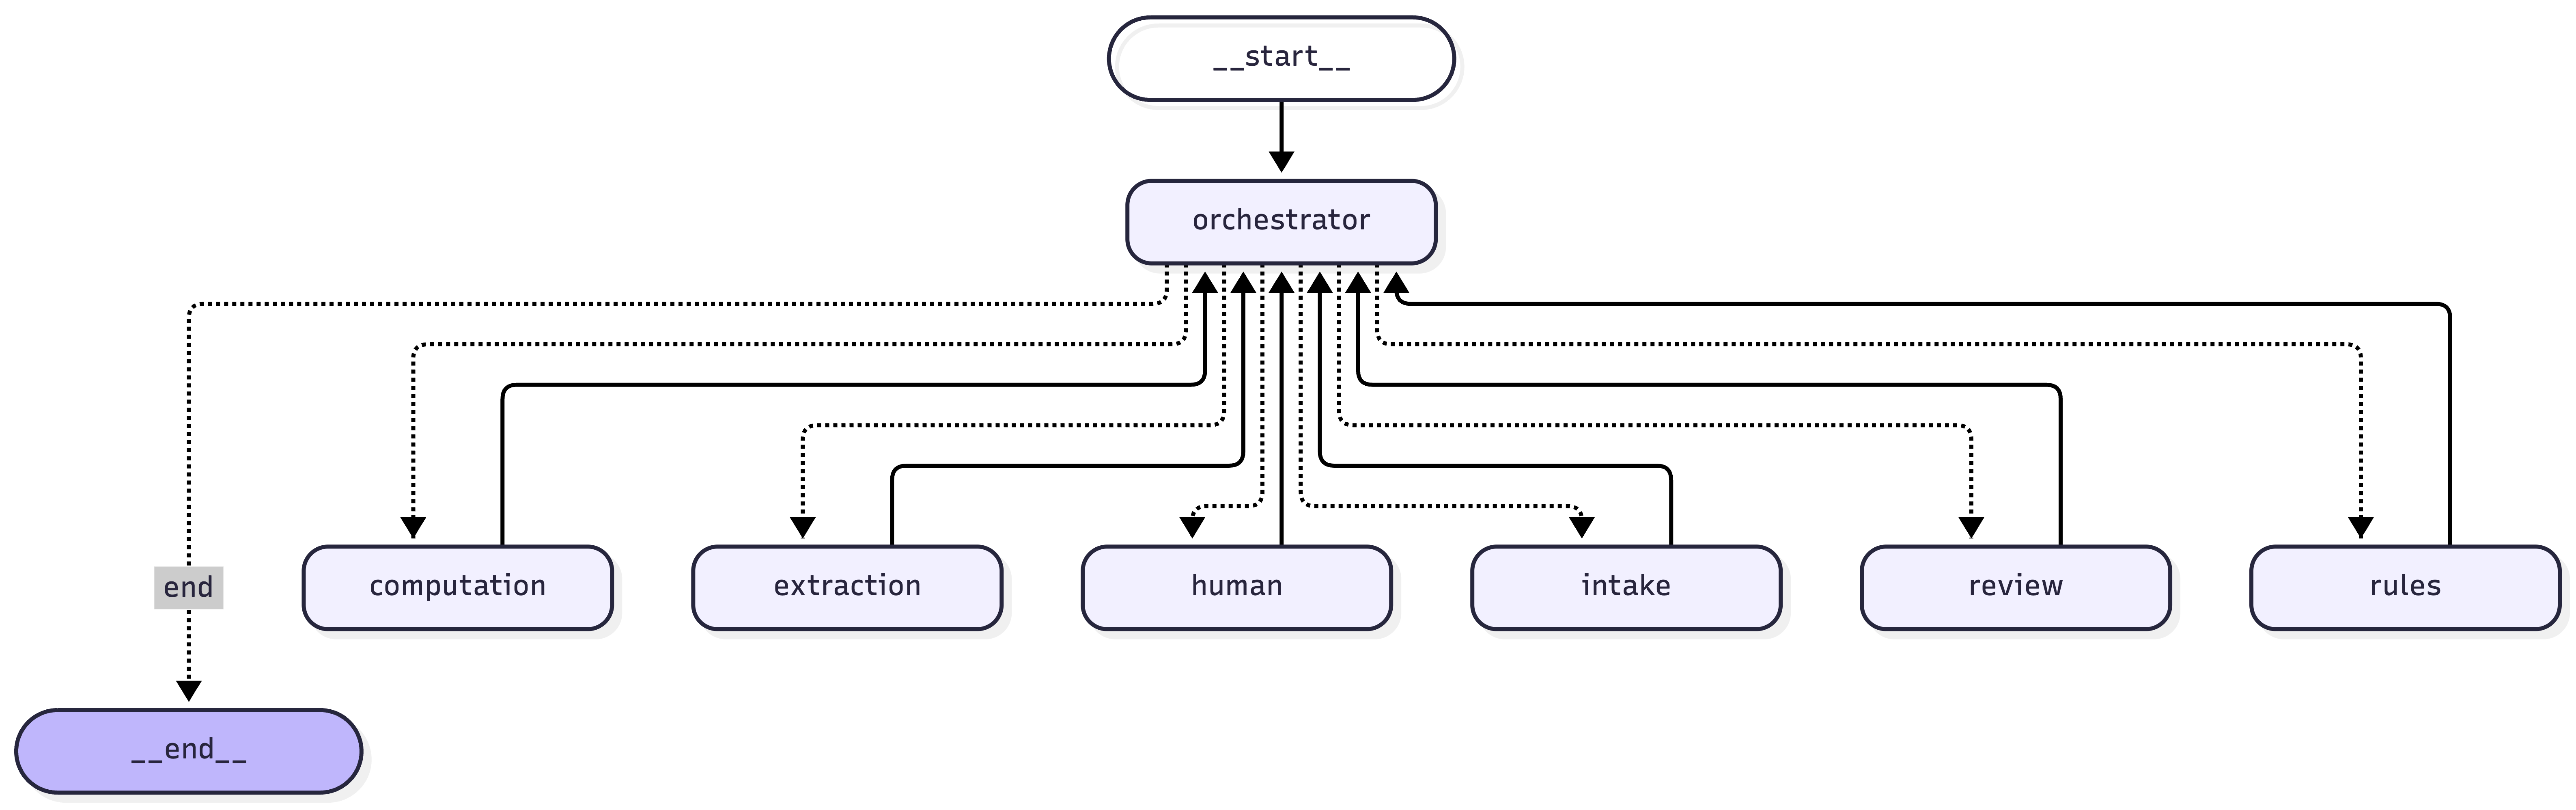 __start__
orchestrator
end
computation
extraction
human
intake
review
rules
__end__